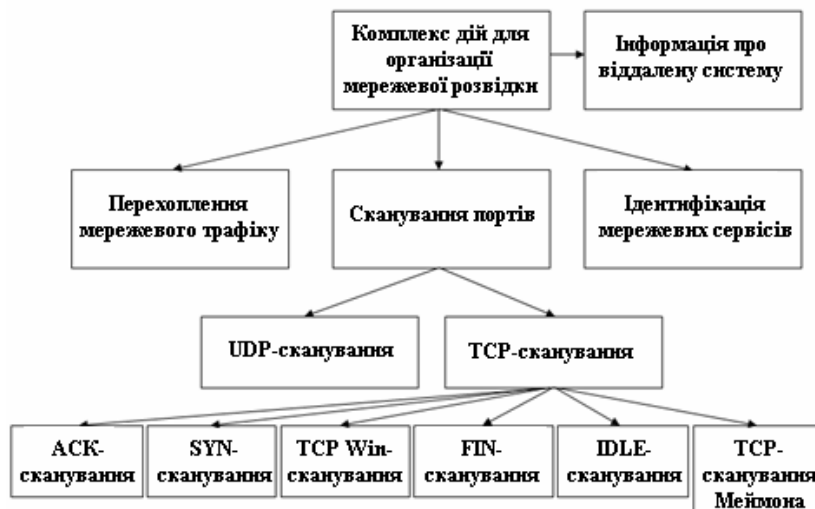 Комплекс дій для
організації
мережевої розвідки
Інформація про
віддалену систему
Перехоплення
мережевого трафіку
Сканування портів
Ідентифікація
мережевих сервісів
UDP-сканування
TCP-сканування
ACK-
сканування
SYN-
сканування
TCP Win-
сканування
FIN-
сканування
IDLE-
сканування
TCP-
сканування
Меймона